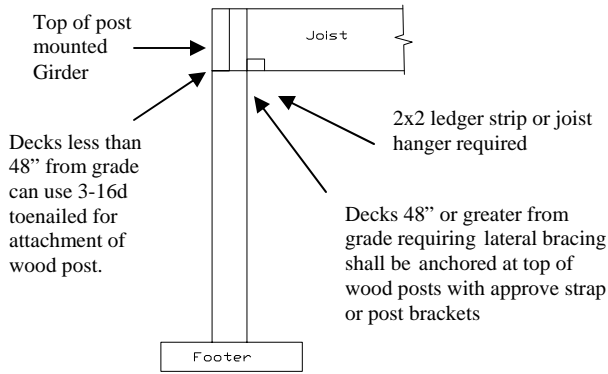 Top of post
mounted
Girder
Joist
Decks less than
48” from grade
can use 3-16d
toenailed for
attachment of
wood post.
2x2 ledger strip or joist
hanger required
Decks 48” or greater from
grade requiring lateral bracing
shall be anchored at top of
wood posts with approve strap
or post brackets
Footer